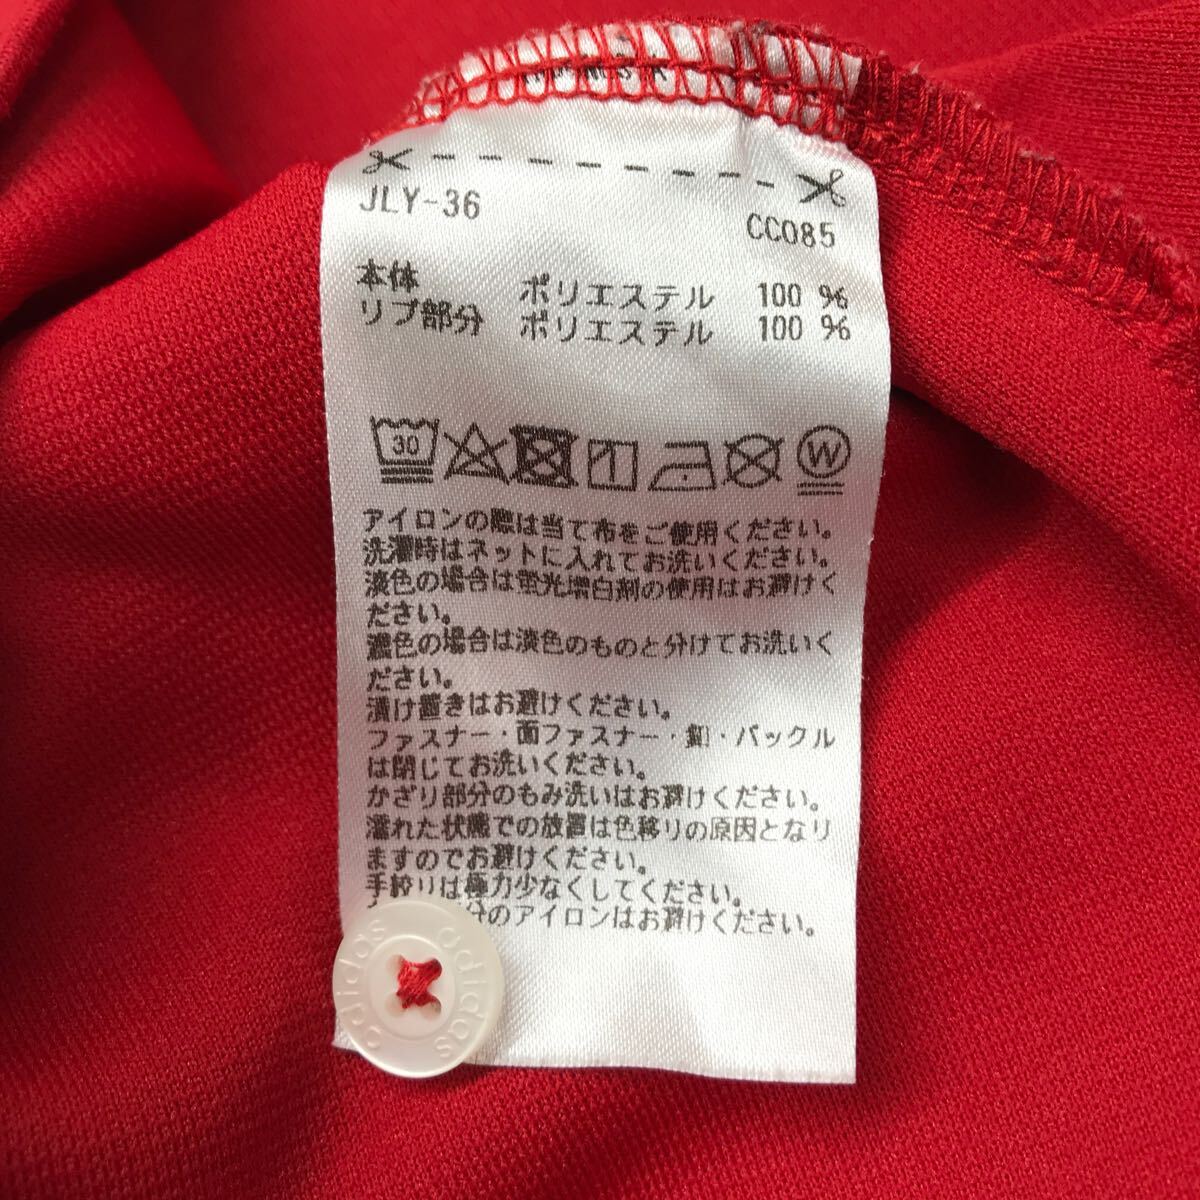 JLY-36
CC085
本体 ポリエステル 100 %
リブ部分 ポリエステル 100 %
30
W
アイロンの際は当て布をご使用ください。
洗濯時はネットに入れてお洗いください。
淡色の場合は蛍光増白剤の使用はお避けく
ださい。
濃色の場合は淡色のものと分けてお洗いく
ださい。
漬け置きはお避けください。
ファスナー・面ファスナー・釦・バックル
は閉じてお洗いください。
かざり部分のもみ洗いはお避けください。
濡れた状態での放置は色移りの原因となり
ますのでお避けください。
手絞りは極力少なくしてください。
分のアイロンはお避けください。
adidas
adidas